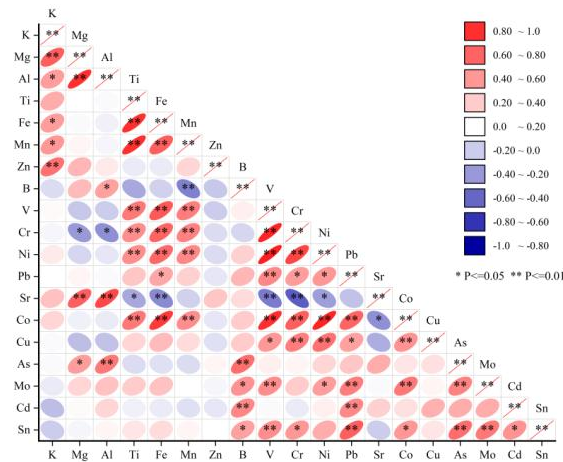 K
K ** Mg
Mg ** ** Al
Al * ** ** Ti
Ti ** Fe
Fe * ** ** Mn
Mn * ** ** ** Zn
Zn ** ** B
B * ** ** V
V ** ** ** ** Cr
Cr * * ** ** ** ** ** Ni
Ni ** ** ** ** ** ** Pb
Pb * ** * * ** Sr
Sr ** ** * ** ** ** * ** Co
Co ** ** ** ** ** ** ** * ** Cu
Cu * ** ** * ** ** As
As * ** ** ** Mo
Mo * ** * ** ** ** ** Cd
Cd ** ** ** Sn
Sn * ** * ** * ** ** * **
K Mg Al Ti Fe Mn Zn B V Cr Ni Pb Sr Co Cu As Mo Cd Sn
0.80 ~ 1.0
0.60 ~ 0.80
0.40 ~ 0.60
0.20 ~ 0.40
0.0 ~ 0.20
-0.20 ~ 0.0
-0.40 ~ -0.20
-0.60 ~ -0.40
-0.80 ~ -0.60
-1.0 ~ -0.80
* P<=0.05 ** P<=0.01